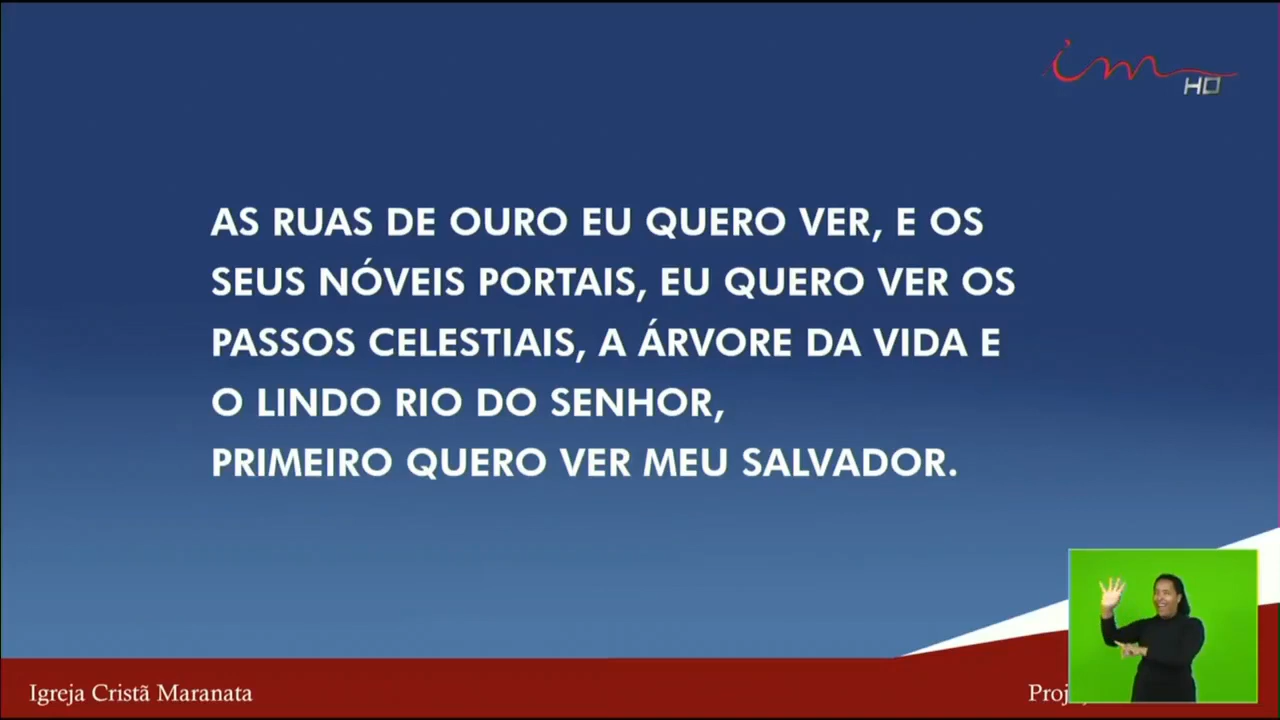 im
HD
AS RUAS DE OURO EU QUERO VER, E OS
SEUS NÓVEIS PORTAIS, EU QUERO VER OS
PASSOS CELESTIAIS, A ÁRVORE DA VIDA E
O LINDO RIO DO SENHOR,
PRIMEIRO QUERO VER MEU SALVADOR.
Igreja Cristã Maranata